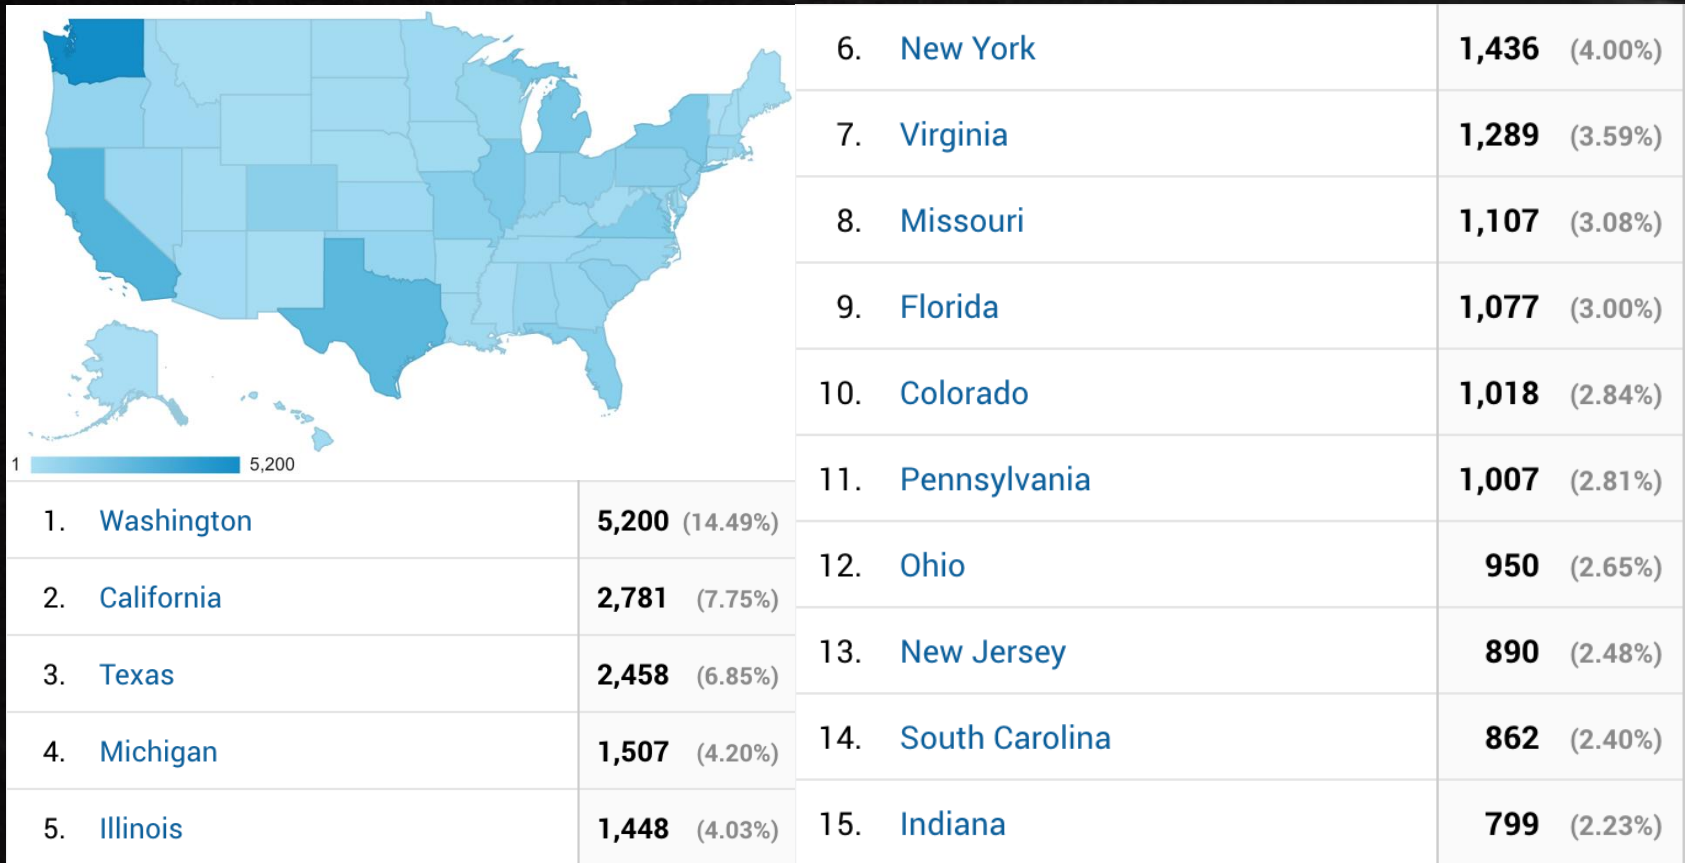 1 5,200
1. Washington 5,200 (14.49%)
2. California 2,781 (7.75%)
3. Texas 2,458 (6.85%)
4. Michigan 1,507 (4.20%)
5. Illinois 1,448 (4.03%)
6. New York 1,436 (4.00%)
7. Virginia 1,289 (3.59%)
8. Missouri 1,107 (3.08%)
9. Florida 1,077 (3.00%)
10. Colorado 1,018 (2.84%)
11. Pennsylvania 1,007 (2.81%)
12. Ohio 950 (2.65%)
13. New Jersey 890 (2.48%)
14. South Carolina 862 (2.40%)
15. Indiana 799 (2.23%)